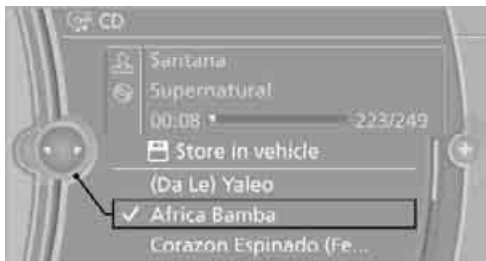 CD
Santana
Supernatural
00:08 223/249
Store in vehicle
(Da Le) Yaleo
Africa Bamba
Corazon Espinado (Fe...